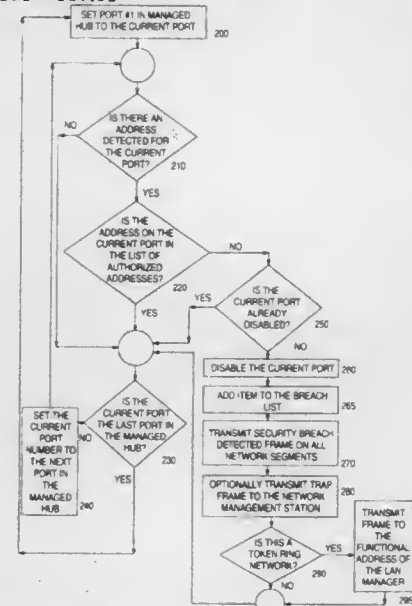 SET PORT #1 IN MANAGED
HUB TO THE CURRENT PORT
200
NO
IS THERE AN
ADDRESS
DETECTED FOR
THE CURRENT
PORT?
210
YES
IS THE
ADDRESS ON THE
CURRENT PORT IN
THE LIST OF
AUTHORIZED
ADDRESSES?
220
NO
YES
YES
IS THE
CURRENT PORT
ALREADY
DISABLED?
250
NO
DISABLE THE CURRENT PORT
ADD ITEM TO THE BREACH
LIST
265
TRANSMIT SECURITY BREACH
DETECTED FRAME ON ALL
NETWORK SEGMENTS
270
OPTIONALLY TRANSMIT TRAP
FRAME TO THE NETWORK
MANAGEMENT STATION
280
IS THIS A
TOKEN RING
NETWORK?
290
YES
NO
TRANSMIT
FRAME TO
THE
FUNCTIONAL
ADDRESS OF
THE LAN
MANAGER
295
IS THE
CURRENT PORT
THE LAST PORT IN
THE MANAGED
HUB?
230
NO
YES
SET THE
CURRENT
PORT
NUMBER TO
THE NEXT
PORT IN
THE
MANAGED
HUB
240